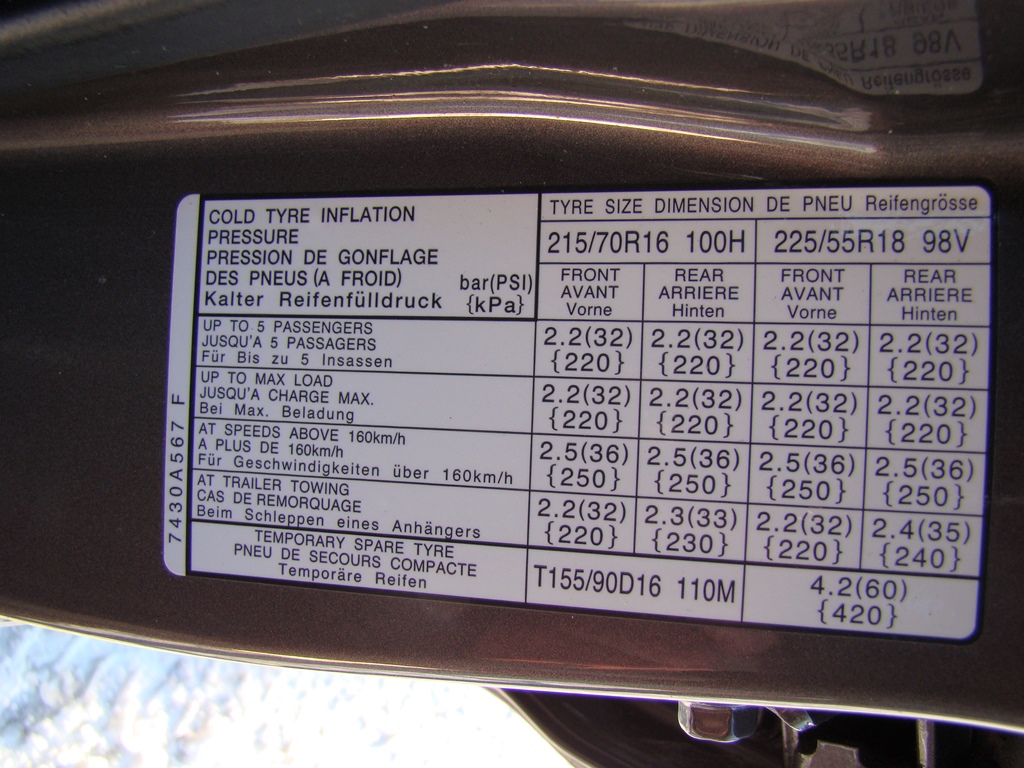 COLD TYRE INFLATION
PRESSURE
PRESSION DE GONFLAGE
DES PNEUS (A FROID)
Kalter Reifenfülldruck
bar(PSI)
{kPa}
TYRE SIZE DIMENSION DE PNEU Reifengrösse
215/70R16 100H
225/55R18 98V
FRONT
AVANT
Vorne
REAR
ARRIERE
Hinten
FRONT
AVANT
Vorne
REAR
ARRIERE
Hinten
UP TO 5 PASSENGERS
JUSQU'A 5 PASSAGERS
Für Bis zu 5 Insassen
2.2(32) 2.2(32) 2.2(32) 2.2(32)
{220} {220} {220} {220}
UP TO MAX LOAD
JUSQU'A CHARGE MAX.
Bei Max. Beladung
2.2(32) 2.2(32) 2.2(32) 2.2(32)
{220} {220} {220} {220}
AT SPEEDS ABOVE 160km/h
A PLUS DE 160km/h
Für Geschwindigkeiten über 160km/h
2.5(36) 2.5(36) 2.5(36) 2.5(36)
{250} {250} {250} {250}
AT TRAILER TOWING
CAS DE REMORQUAGE
Beim Schleppen eines Anhängers
2.2(32) 2.3(33) 2.2(32) 2.4(35)
{220} {230} {220} {240}
TEMPORARY SPARE TYRE
PNEU DE SECOURS COMPACTE
Temporäre Reifen
T155/90D16 110M
4.2(60)
{420}
7430A567 F